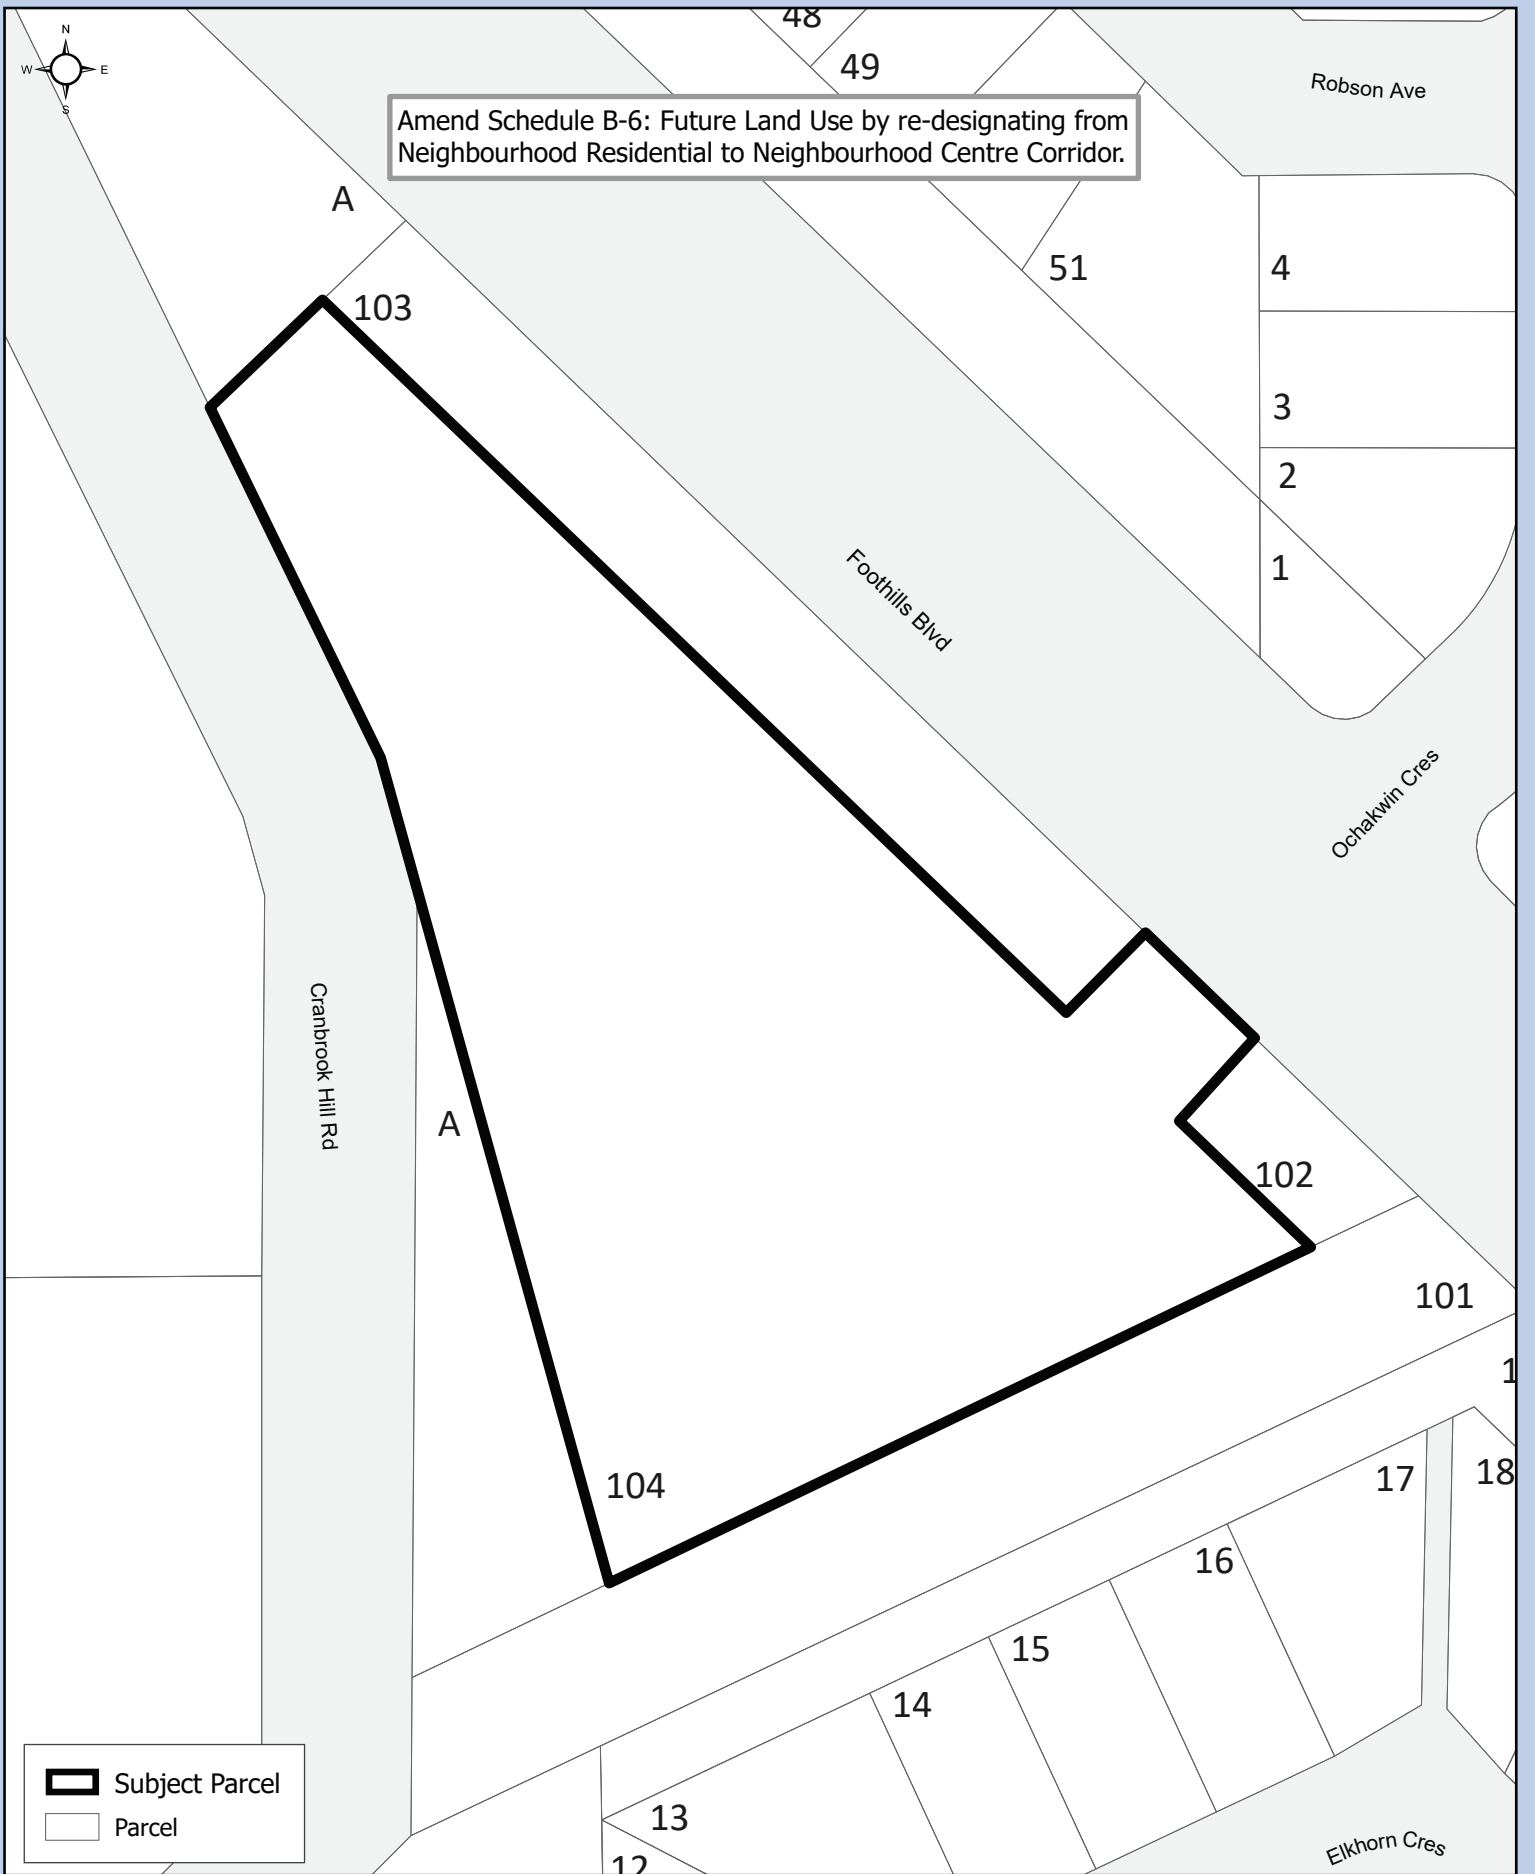 48
49
N
W E
S
Robson Ave
Amend Schedule B-6: Future Land Use by re-designating from
Neighbourhood Residential to Neighbourhood Centre Corridor.
A
51
4
103
3
2
1
Foothills Blvd
Ochakwin Cres
Cranbrook Hill Rd
A
102
101
1
104
17
18
16
15
14
13
12
Subject Parcel
Parcel
Elkhorn Cres